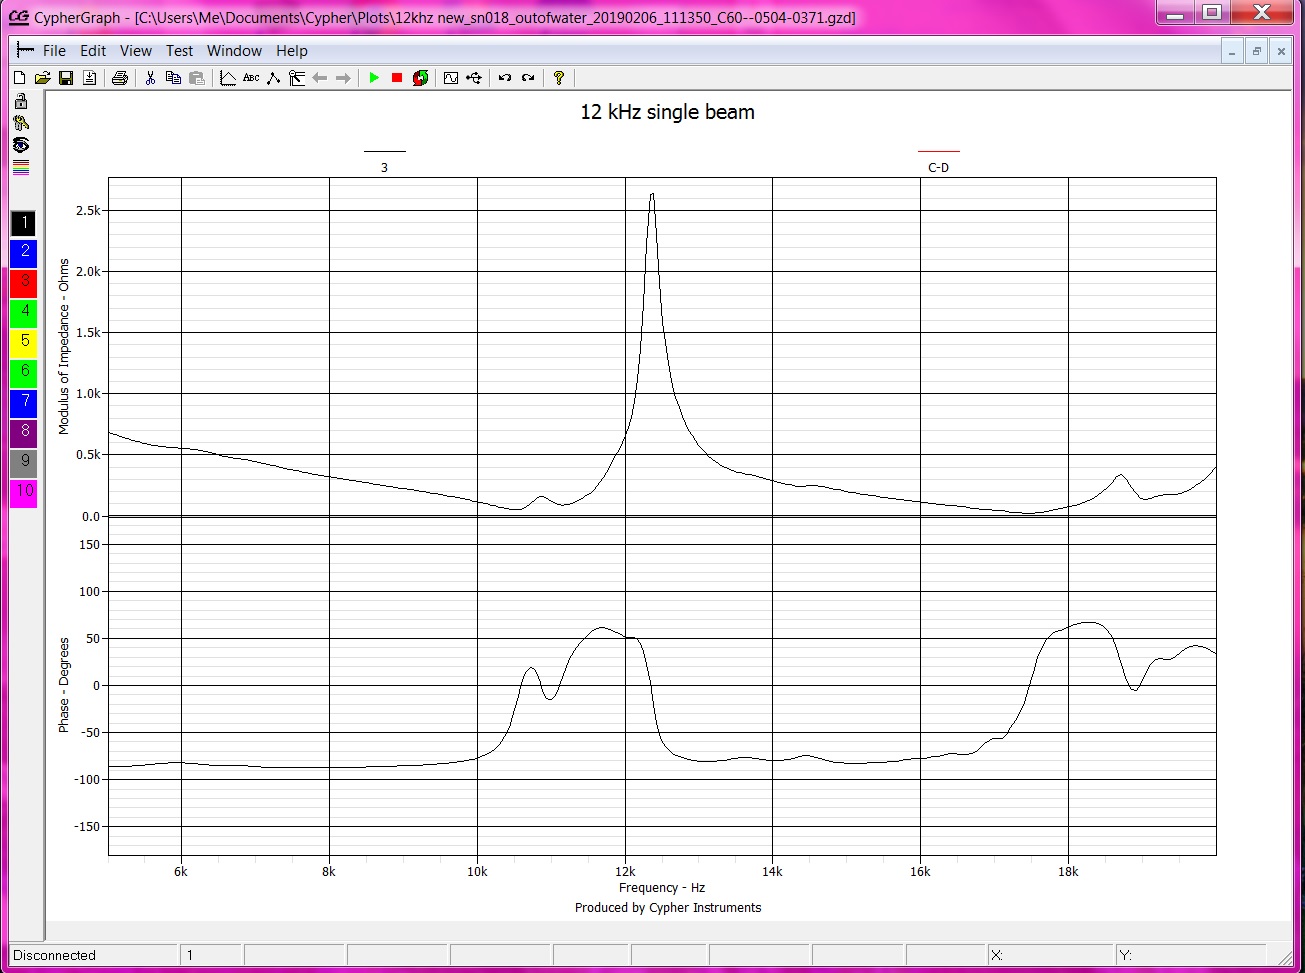 CG CypherGraph - [C:\Users\Me\Documents\Cypher\Plots\12khz new_sn018_outofwater_20190206_111350_C60--0504-0371.gzd]
File Edit View Test Window Help
ABC
12 kHz single beam
3 C-D
1
2
3
4
5
6
7
8
9
10
Modulus of Impedance - Ohms
2.5k
2.0k
1.5k
1.0k
0.5k
0.0
Phase - Degrees
150
100
50
0
-50
-100
-150
6k 8k 10k 12k 14k 16k 18k
Frequency - Hz
Produced by Cypher Instruments
Disconnected 1 X: Y: